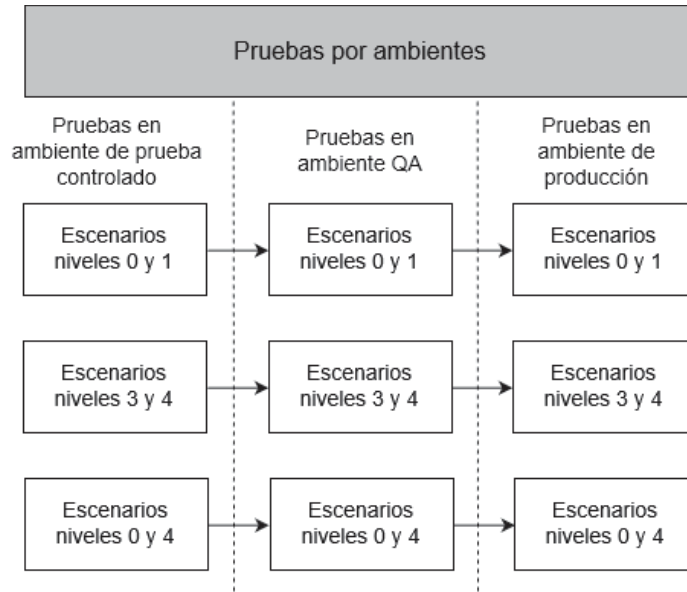 Pruebas por ambientes
Pruebas en
ambiente de prueba
controlado
Pruebas en
ambiente QA
Pruebas en
ambiente de
producción
Escenarios
niveles 0 y 1
Escenarios
niveles 0 y 1
Escenarios
niveles 0 y 1
Escenarios
niveles 3 y 4
Escenarios
niveles 3 y 4
Escenarios
niveles 3 y 4
Escenarios
niveles 0 y 4
Escenarios
niveles 0 y 4
Escenarios
niveles 0 y 4